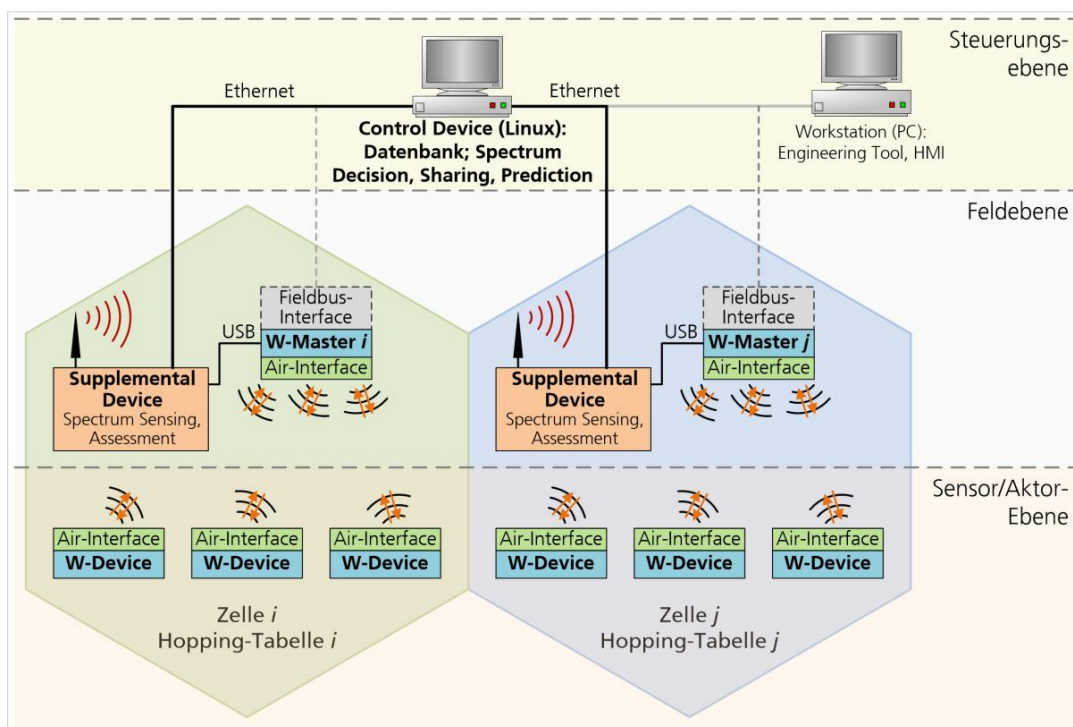 Steuerungs-
ebene
Ethernet
Ethernet
Control Device (Linux):
Datenbank; Spectrum
Decision, Sharing, Prediction
Workstation (PC):
Engineering Tool, HMI
Feldebene
Fieldbus-
Interface
USB
W-Master i
Air-Interface
Supplemental
Device
Spectrum Sensing,
Assessment
Fieldbus-
Interface
USB
W-Master j
Air-Interface
Supplemental
Device
Spectrum Sensing,
Assessment
Sensor/Aktor-
Ebene
Air-Interface
W-Device
Air-Interface
W-Device
Air-Interface
W-Device
Air-Interface
W-Device
Air-Interface
W-Device
Air-Interface
W-Device
Zelle i
Hopping-Tabelle i
Zelle j
Hopping-Tabelle j